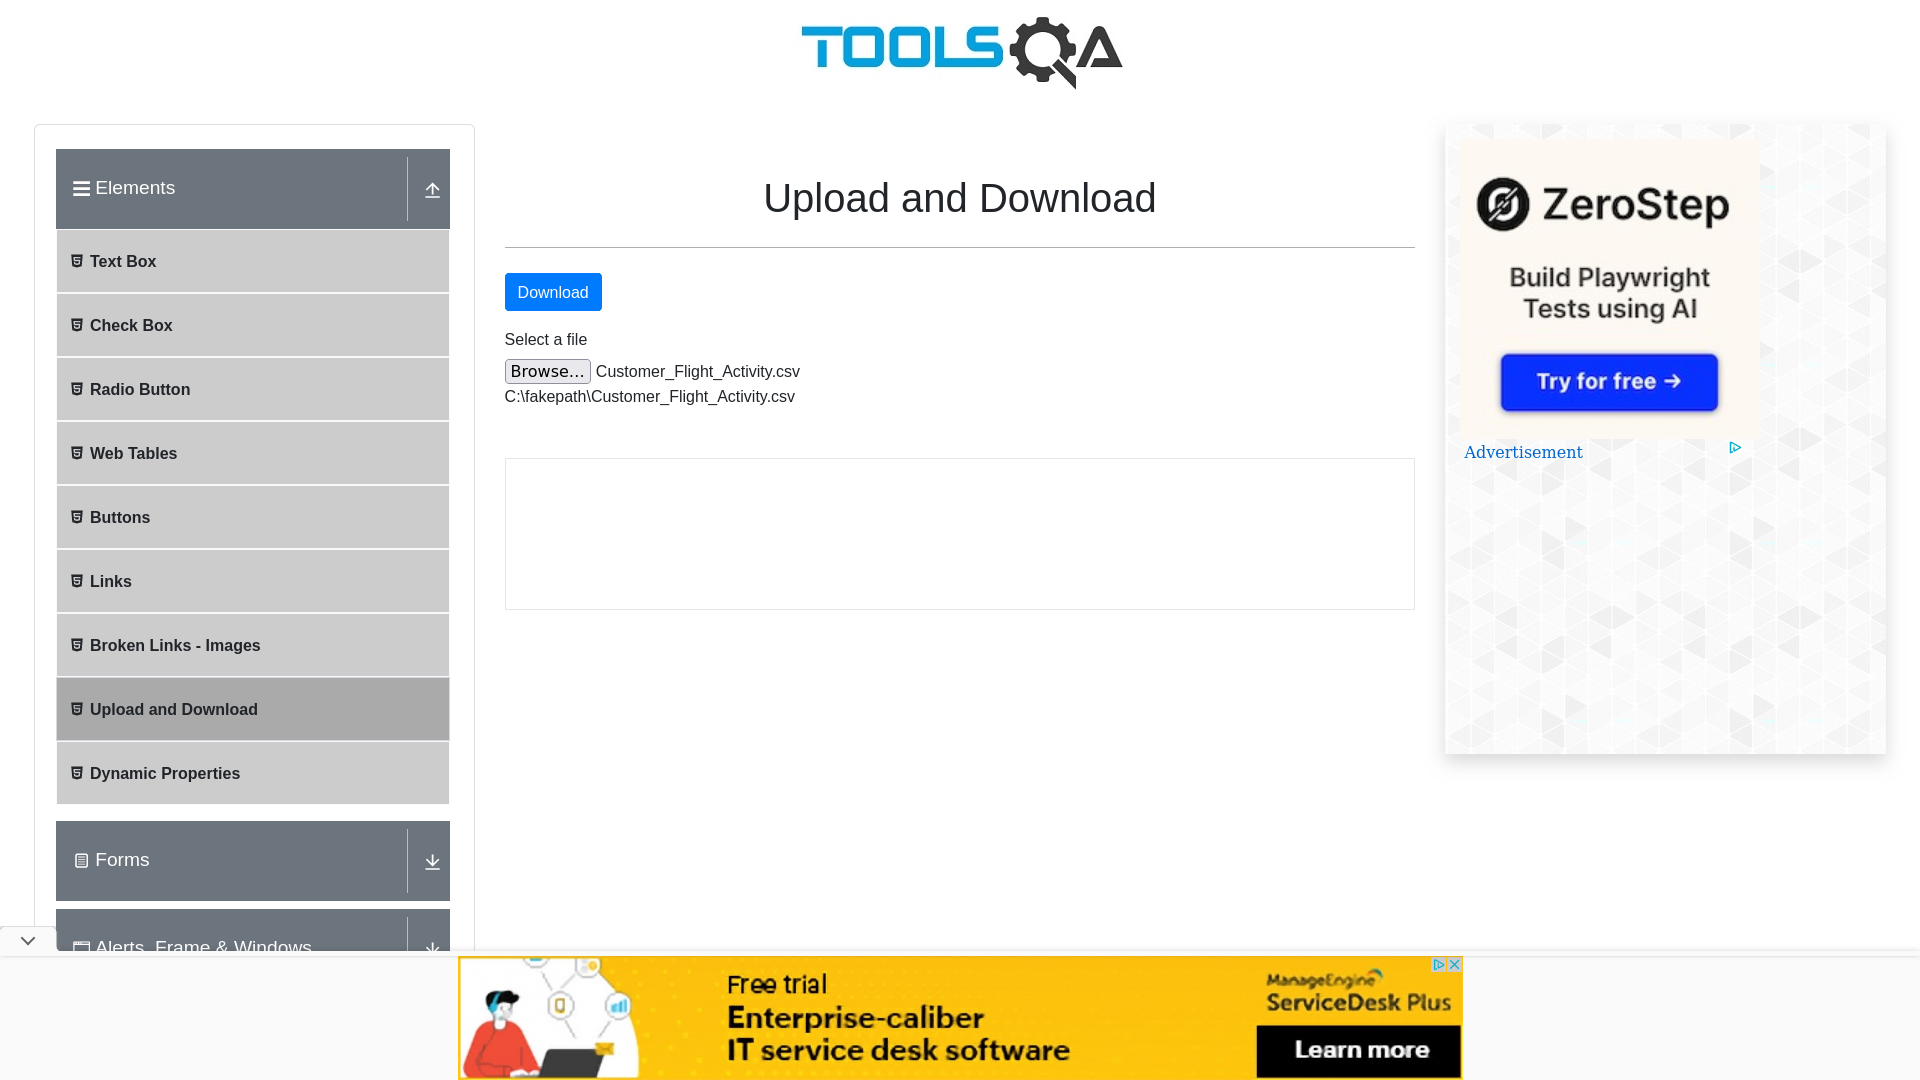 TOOLSQA
Elements
Text Box
Check Box
Radio Button
Web Tables
Buttons
Links
Broken Links - Images
Upload and Download
Dynamic Properties
Forms
Alerts, Frame & Windows
Upload and Download
Download
Select a file
Browse... Customer_Flight_Activity.csv
C:\fakepath\Customer_Flight_Activity.csv
ZeroStep
Build Playwright
Tests using AI
Try for free →
Advertisement
Free trial
Enterprise-caliber
IT service desk software
ManageEngine
ServiceDesk Plus
Learn more